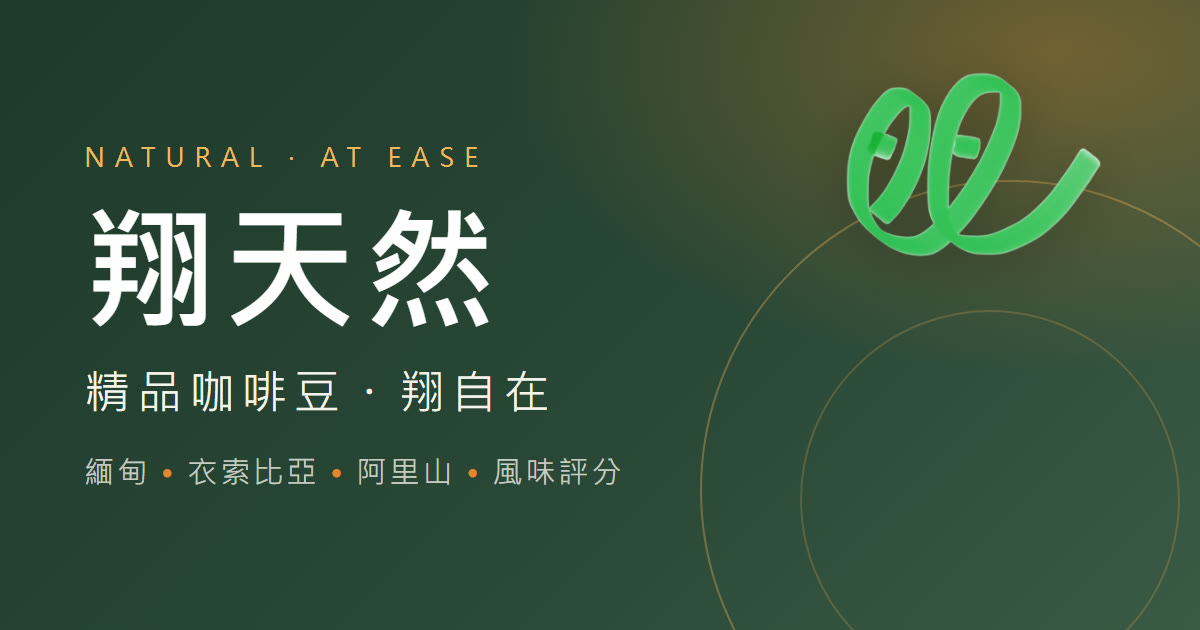 NATURAL · AT EASE
翔天然
精品咖啡豆 · 翔自在
緬甸 • 衣索比亞 • 阿里山 • 風味評分